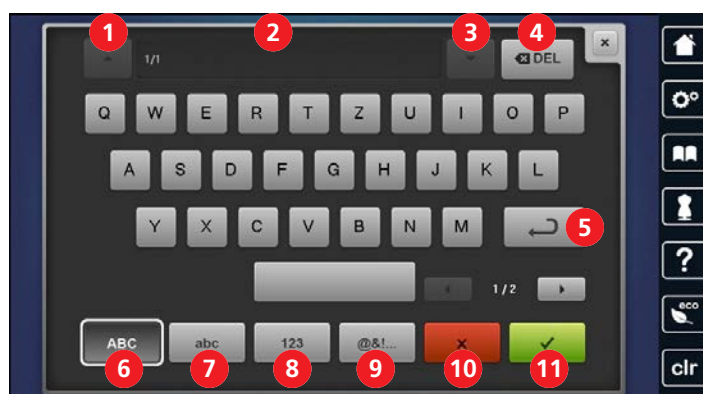 1 2 3 4
1/1 DEL ×
Q W E R T Z U I O P
A S D F G H J K L
Y X C V B N M 5
1/2
?
eco
ABC abc 123 @&!...
6 7 8 9 10 11
clr